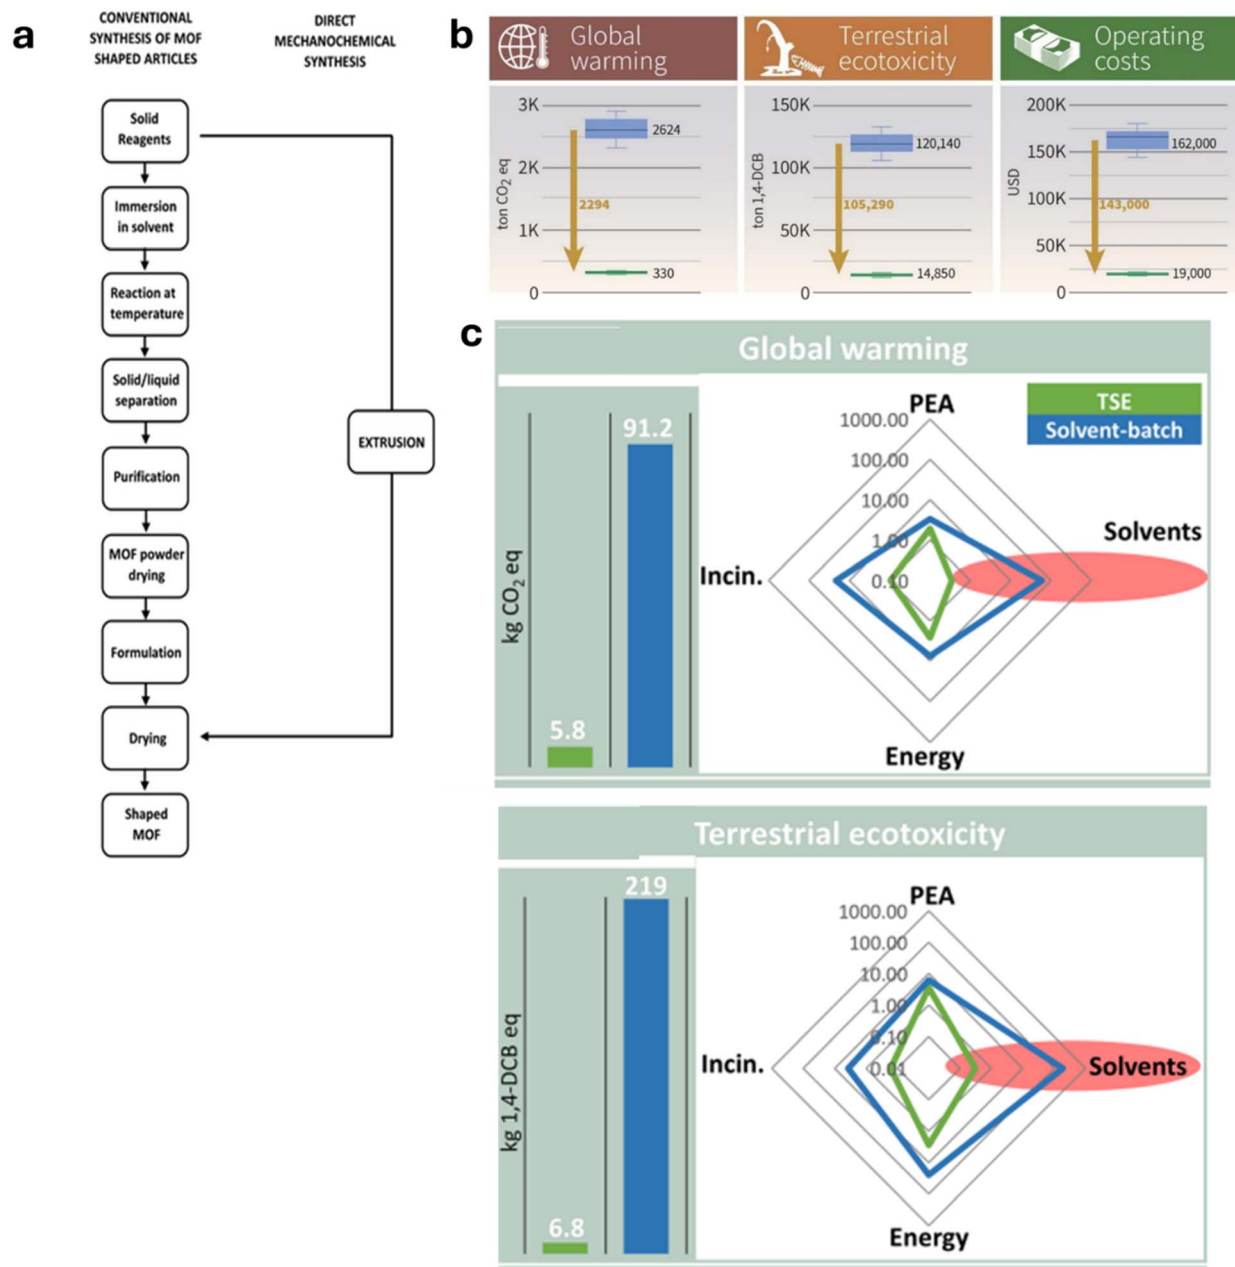 a
CONVENTIONAL
SYNTHESIS OF MOF
SHAPED ARTICLES
DIRECT
MECHANOCHEMICAL
SYNTHESIS
Solid
Reagents
Immersion
in solvent
Reaction at
temperature
Solid/liquid
separation
Purification
MOF powder
drying
Formulation
Drying
Shaped
MOF
EXTRUSION
b
Global
warming
ton CO₂ eq
3K
2K
1K
0
2624
2294
330
Terrestrial
ecotoxicity
ton 1,4-DCB
150K
100K
50K
0
120,140
105,290
14,850
Operating
costs
USD
200K
150K
100K
50K
0
162,000
143,000
19,000
c
Global warming
kg CO₂ eq
5.8
91.2
TSE
Solvent-batch
PEA
1000.00
100.00
10.00
1.00
0.10
Solvents
Incin.
Energy
Terrestrial ecotoxicity
kg 1,4-DCB eq
6.8
219
PEA
1000.00
100.00
10.00
1.00
0.10
0.01
Incin.
Solvents
Energy